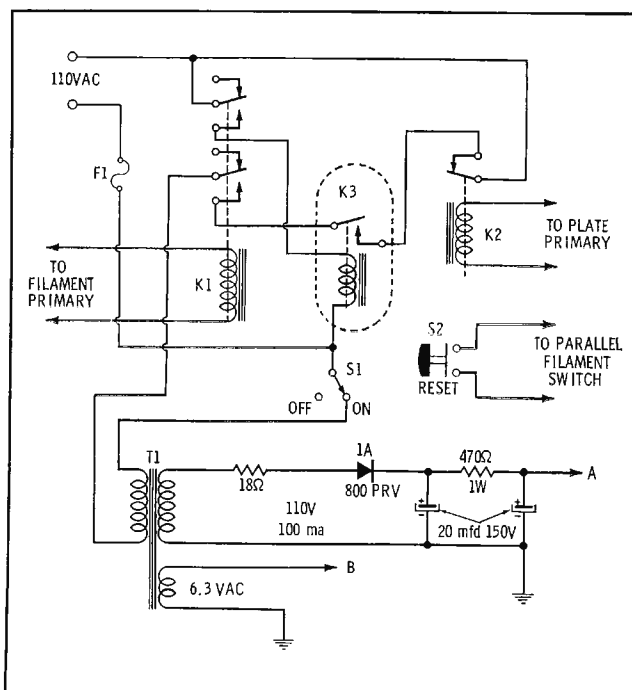 110VAC
F1
K3
K1
K2
TO
FILAMENT
PRIMARY
TO PLATE
PRIMARY
S2
RESET
TO PARALLEL
FILAMENT
SWITCH
S1
OFF
ON
T1
18Ω
1A
800 PRV
470Ω
1W
A
110V
100 ma
20 mfd 150V
6.3 VAC
B